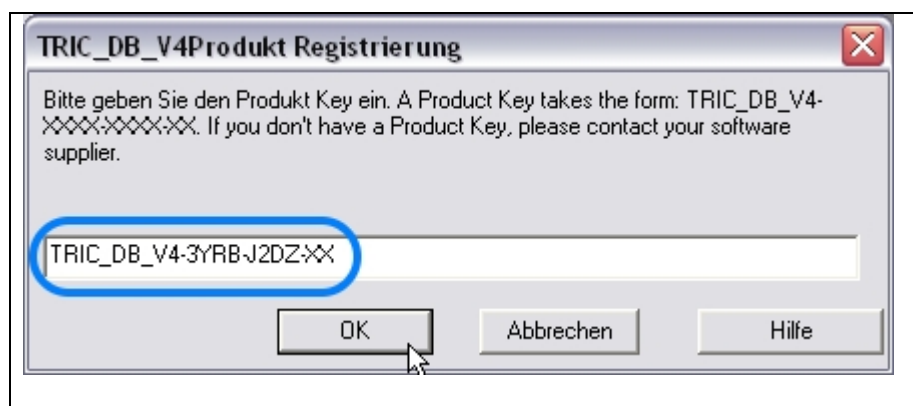 TRIC_DB_V4Produkt Registrierung
Bitte geben Sie den Produkt Key ein. A Product Key takes the form: TRIC_DB_V4-
XXXX-XXXX-XX. If you don't have a Product Key, please contact your software
supplier.
TRIC_DB_V4-3YRB-J2DZ-XX
OK Abbrechen Hilfe